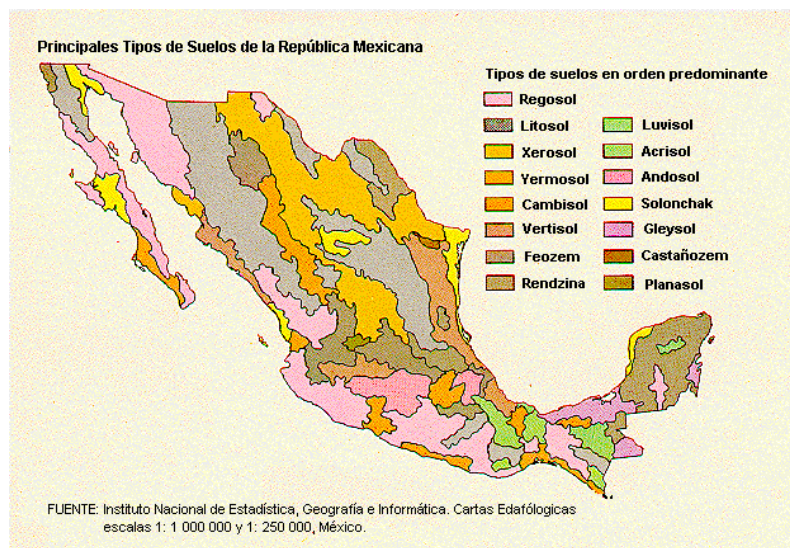 Principales Tipos de Suelos de la República Mexicana
Tipos de suelos en orden predominante
Regosol
Litosol
Xerosol
Yermosol
Cambisol
Vertisol
Feozem
Rendzina
Luvisol
Acrisol
Andosol
Solonchak
Gleysol
Castañozem
Planasol
FUENTE: Instituto Nacional de Estadística, Geografía e Informática. Cartas Edafólogicas
escalas 1: 1 000 000 y 1: 250 000, México.